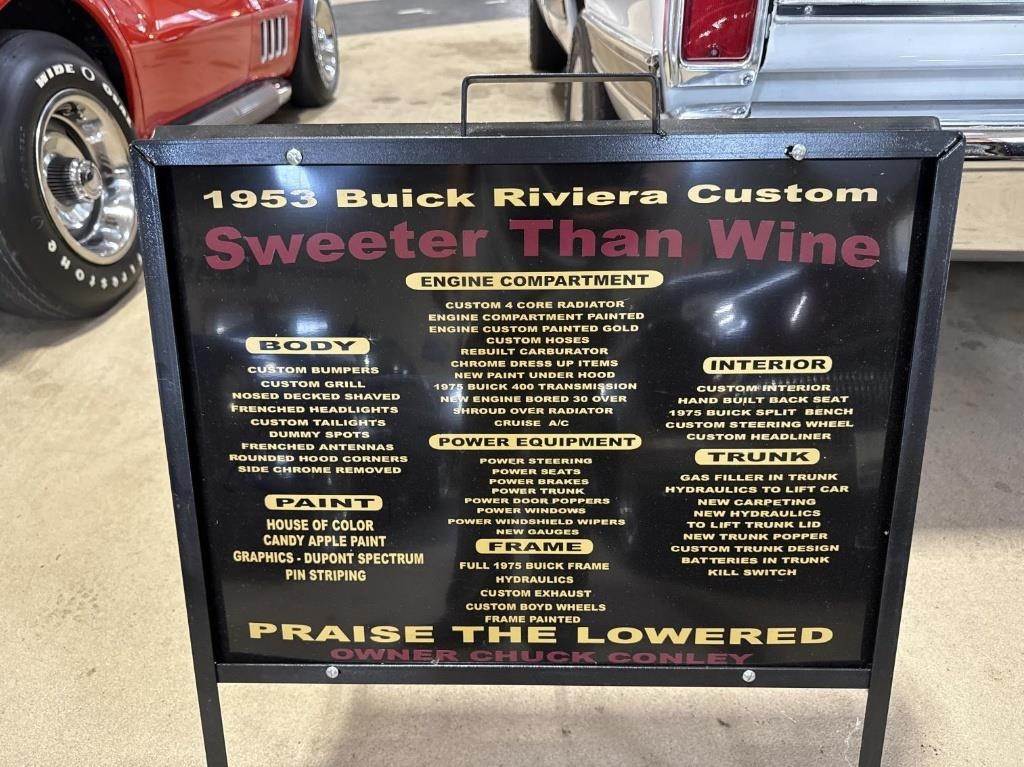 WIDE O
Firestone
1953 Buick Riviera Custom
Sweeter Than Wine
ENGINE COMPARTMENT
CUSTOM 4 CORE RADIATOR
ENGINE COMPARTMENT PAINTED
ENGINE CUSTOM PAINTED GOLD
CUSTOM HOSES
REBUILT CARBURATOR
CHROME DRESS UP ITEMS
NEW PAINT UNDER HOOD
1975 BUICK 400 TRANSMISSION
NEW ENGINE BORED 30 OVER
SHROUD OVER RADIATOR
CRUISE A/C
BODY
CUSTOM BUMPERS
CUSTOM GRILL
NOSED DECKED SHAVED
FRENCHED HEADLIGHTS
CUSTOM TAILIGHTS
DUMMY SPOTS
FRENCHED ANTENNAS
ROUNDED HOOD CORNERS
SIDE CHROME REMOVED
PAINT
HOUSE OF COLOR
CANDY APPLE PAINT
GRAPHICS - DUPONT SPECTRUM
PIN STRIPING
POWER EQUIPMENT
POWER STEERING
POWER SEATS
POWER BRAKES
POWER TRUNK
POWER DOOR POPPERS
POWER WINDOWS
POWER WINDSHIELD WIPERS
NEW GAUGES
FRAME
FULL 1975 BUICK FRAME
HYDRAULICS
CUSTOM EXHAUST
CUSTOM BOYD WHEELS
FRAME PAINTED
INTERIOR
CUSTOM INTERIOR
HAND BUILT BACK SEAT
1975 BUICK SPLIT BENCH
CUSTOM STEERING WHEEL
CUSTOM HEADLINER
TRUNK
GAS FILLER IN TRUNK
HYDRAULICS TO LIFT CAR
NEW CARPETING
NEW HYDRAULICS
TO LIFT TRUNK LID
NEW TRUNK POPPER
CUSTOM TRUNK DESIGN
BATTERIES IN TRUNK
KILL SWITCH
PRAISE THE LOWERED
OWNER CHUCK CONLEY